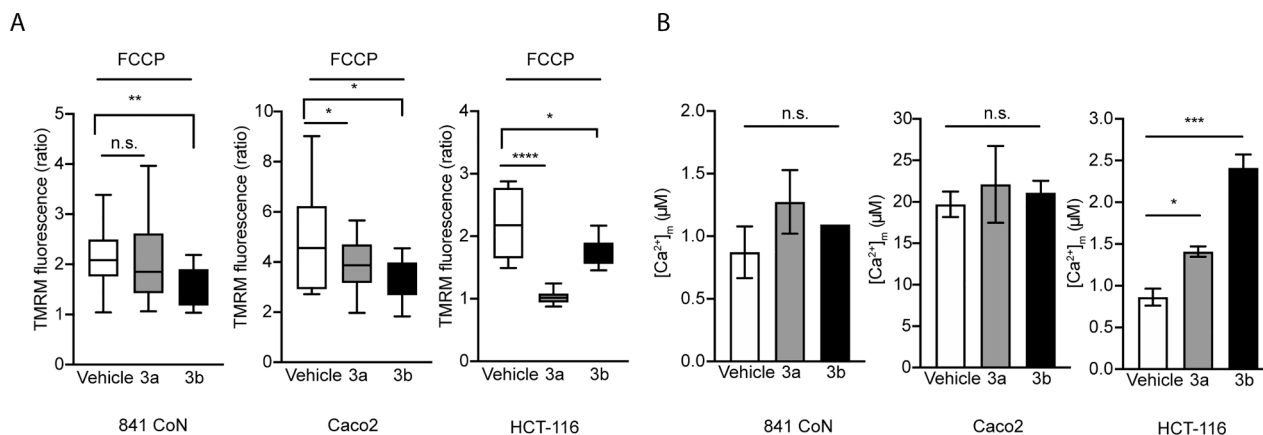 A
B
FCCP
FCCP
FCCP
**
n.s.
*
*
*
****
TMRM fluorescence (ratio)
5
4
3
2
1
0
Vehicle 3a 3b
841 CoN
TMRM fluorescence (ratio)
10
8
6
4
2
0
Vehicle 3a 3b
Caco2
TMRM fluorescence (ratio)
4
3
2
1
0
Vehicle 3a 3b
HCT-116
n.s.
[Ca²⁺]m (µM)
2.0
1.5
1.0
0.5
0.0
Vehicle 3a 3b
841 CoN
n.s.
[Ca²⁺]m (µM)
30
25
20
15
10
5
0
Vehicle 3a 3b
Caco2
***
*
[Ca²⁺]m (µM)
3.0
2.5
2.0
1.5
1.0
0.5
0.0
Vehicle 3a 3b
HCT-116